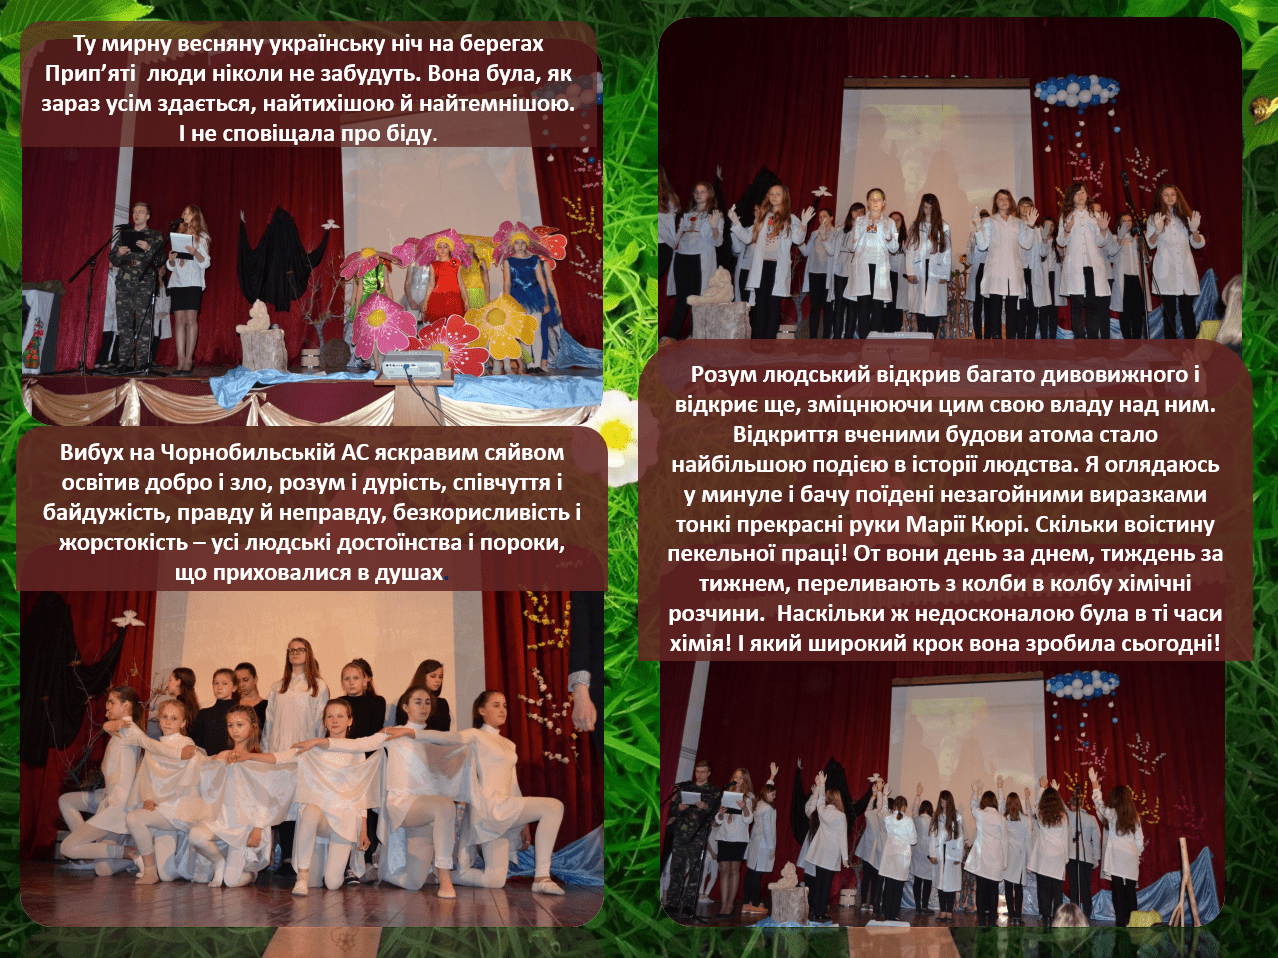 Ту мирну весняну українську ніч на берегах
Прип’яті  люди ніколи не забудуть. Вона була, як
зараз усім здається, найтихішою й найтемнішою.
І не сповіщала про біду.
Вибух на Чорнобильській АС яскравим сяйвом
освітив добро і зло, розум і дурість, співчуття і
байдужість, правду й неправду, безкорисливість і
жорстокість – усі людські достоїнства і пороки,
що приховалися в душах.
Розум людський відкрив багато дивовижного і
відкриє ще, зміцнюючи цим свою владу над ним.
Відкриття вченими будови атома стало
найбільшою подією в історії людства. Я оглядаюсь
у минуле і бачу поїдені незагойними виразками
тонкі прекрасні руки Марії Кюрі. Скільки воістину
пекельної праці! От вони день за днем, тиждень за
тижнем, переливають з колби в колбу хімічні
розчини.  Наскільки ж недосконалою була в ті часи
хімія! І який широкий крок вона зробила сьогодні!